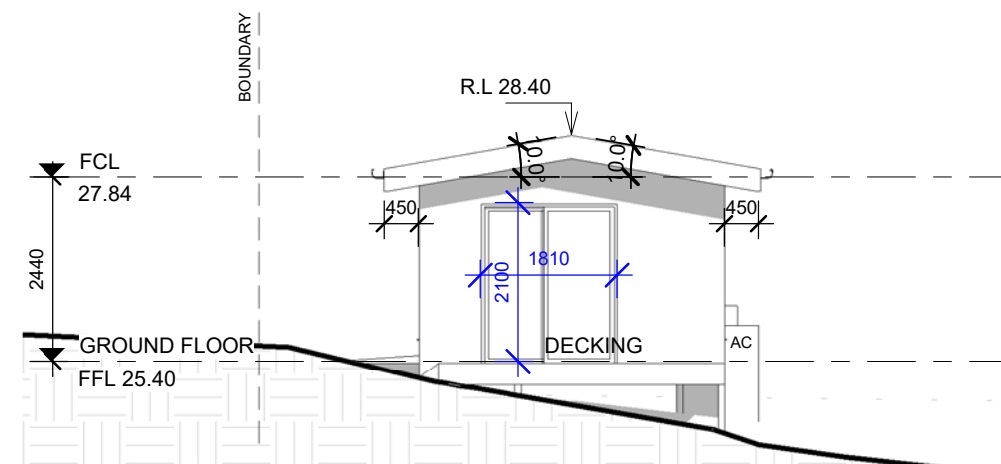 BOUNDARY
R.L 28.40
FCL
27.84
10.0°
10.0°
450
450
2440
2100
1810
GROUND FLOOR
DECKING
AC
FFL 25.40